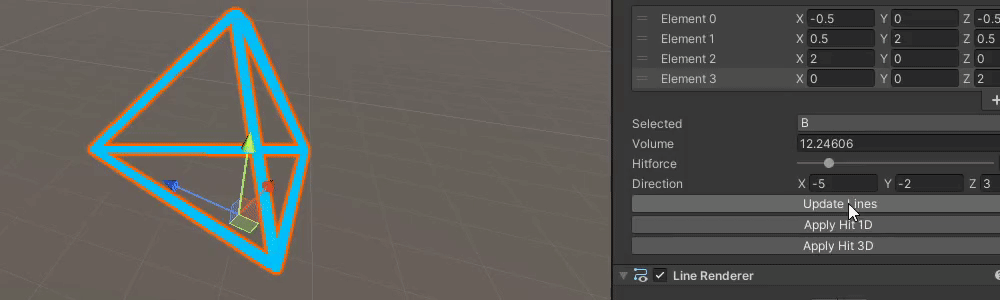 Element 0 X -0.5 Y 0 Z -0.5
Element 1 X 0.5 Y 2 Z 0.5
Element 2 X 2 Y 0 Z 0
Element 3 X 0 Y 0 Z 2
Selected B
Volume 12.24606
Hitforce
Direction X -5 Y -2 Z 3
Update Lines
Apply Hit 1D
Apply Hit 3D
Line Renderer